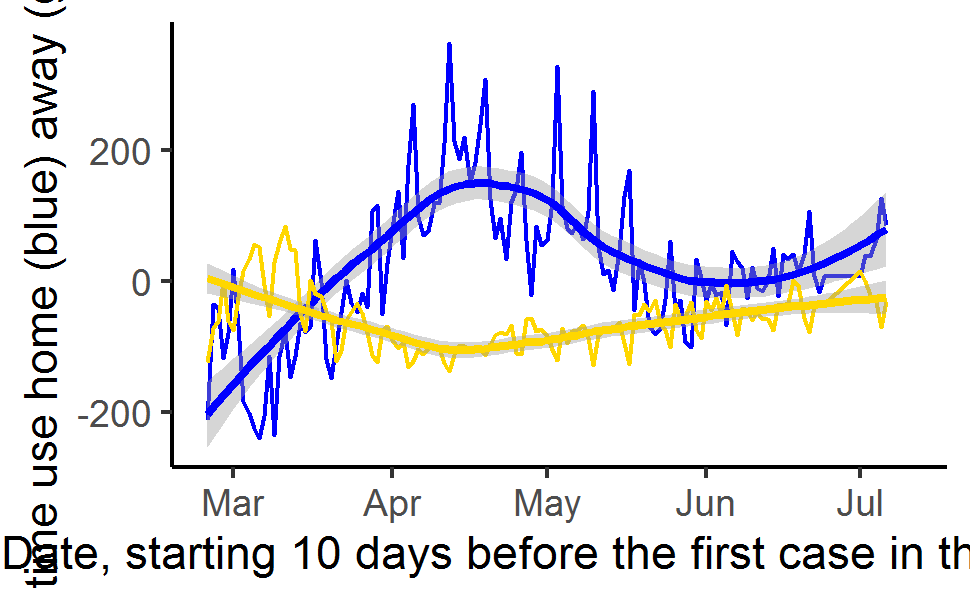 time use home (blue) away (
200
0
-200
Mar Apr May Jun Jul
Date, starting 10 days before the first case in th